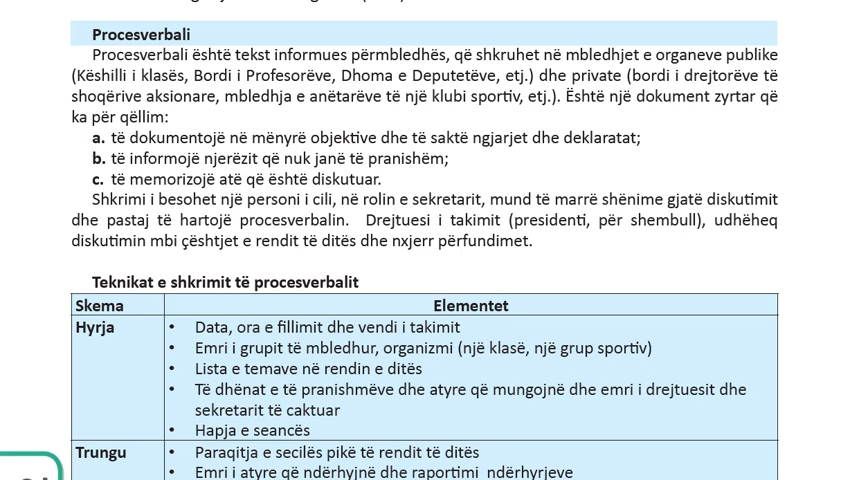 Procesverbali
Procesverbali është tekst informues përmbledhës, që shkruhet në mbledhjet e organeve publike
(Këshilli i klasës, Bordi i Profesorëve, Dhoma e Deputetëve, etj.) dhe private (bordi i drejtorëve të
shoqërive aksionare, mbledhja e anëtarëve të një klubi sportiv, etj.). Është një dokument zyrtar që
ka për qëllim:
a. të dokumentojë në mënyrë objektive dhe të saktë ngjarjet dhe deklaratat;
b. të informojë njerëzit që nuk janë të pranishëm;
c. të memorizojë atë që është diskutuar.
Shkrimi i besohet një personi i cili, në rolin e sekretarit, mund të marrë shënime gjatë diskutimit
dhe pastaj të hartojë procesverbalin. Drejtuesi i takimit (presidenti, për shembull), udhëheq
diskutimin mbi çështjet e rendit të ditës dhe nxjerr përfundimet.
Teknikat e shkrimit të procesverbalit
Skema Elementet
Hyrja • Data, ora e fillimit dhe vendi i takimit
• Emri i grupit të mbledhur, organizmi (një klasë, një grup sportiv)
• Lista e temave në rendin e ditës
• Të dhënat e të pranishmëve dhe atyre që mungojnë dhe emri i drejtuesit dhe
sekretarit të caktuar
• Hapja e seancës
Trungu • Paraqitja e secilës pikë të rendit të ditës
• Emri i atyre që ndërhyjnë dhe raportimi ndërhyrjeve